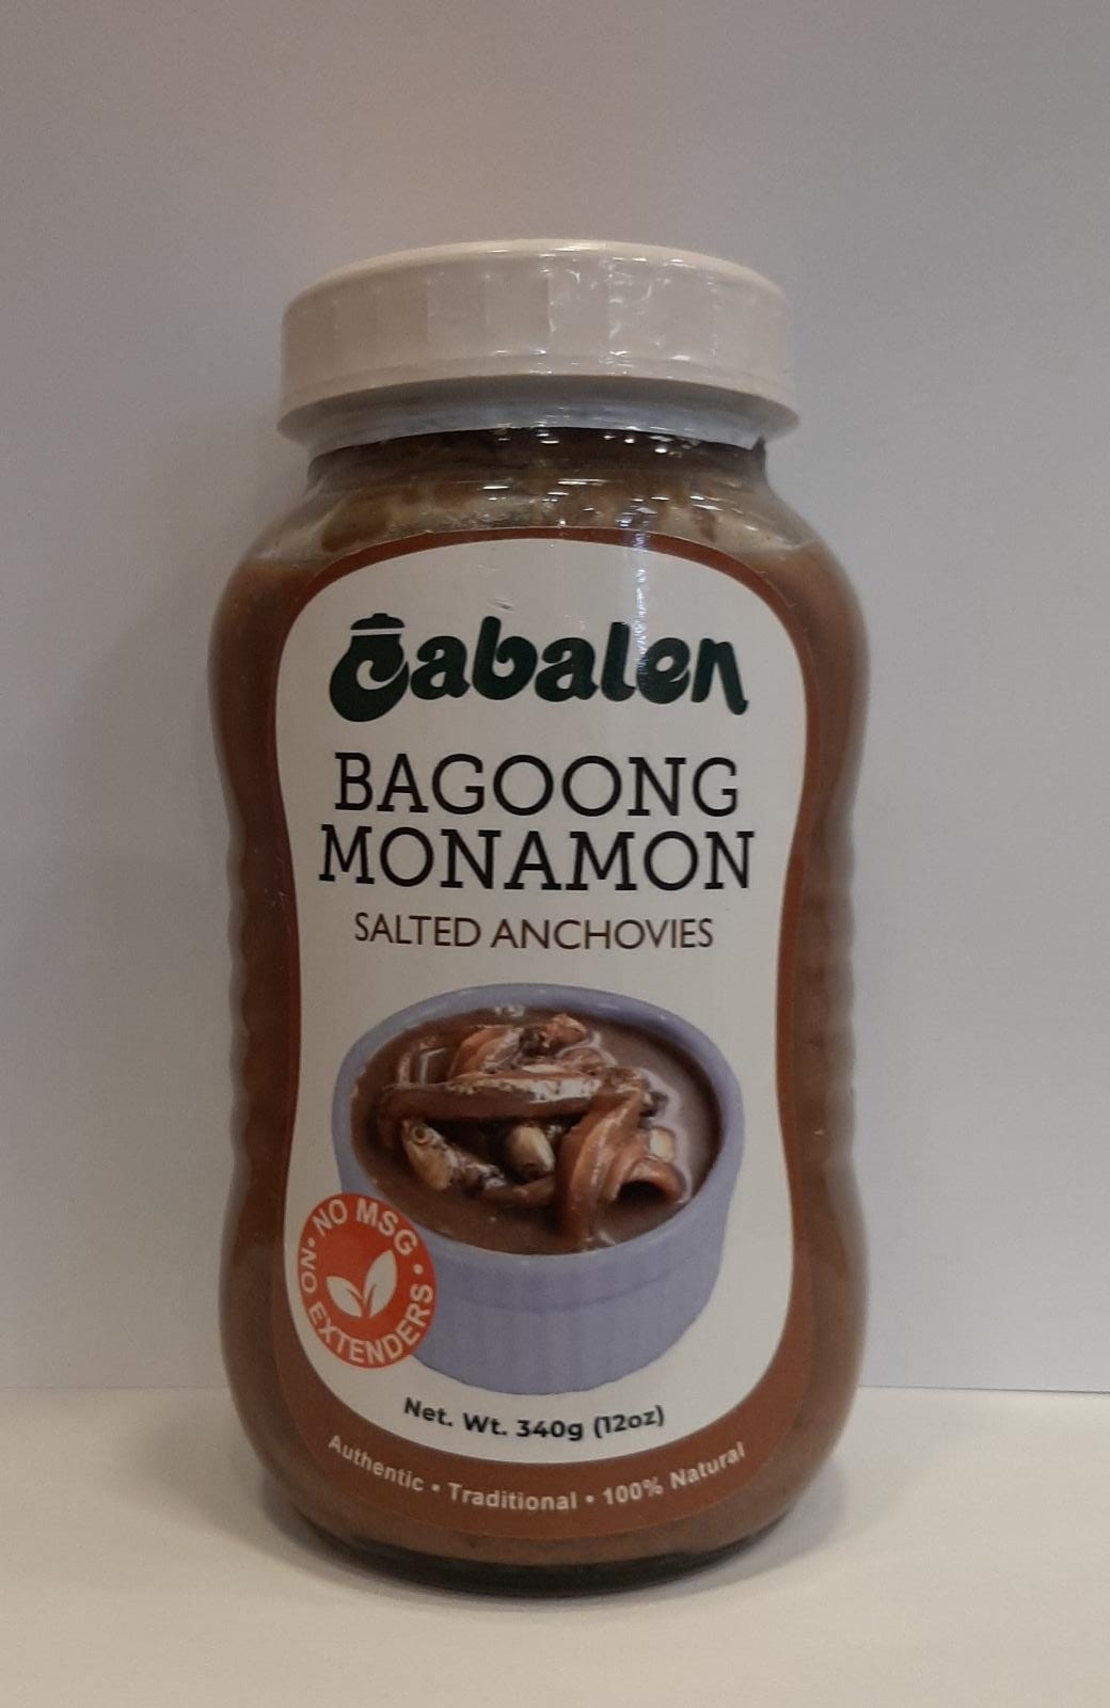 Cabalen
BAGOONG
MONAMON
SALTED ANCHOVIES
• NO MSG • NO EXTENDERS
Net. Wt. 340g (12oz)
Authentic • Traditional • 100% Natural